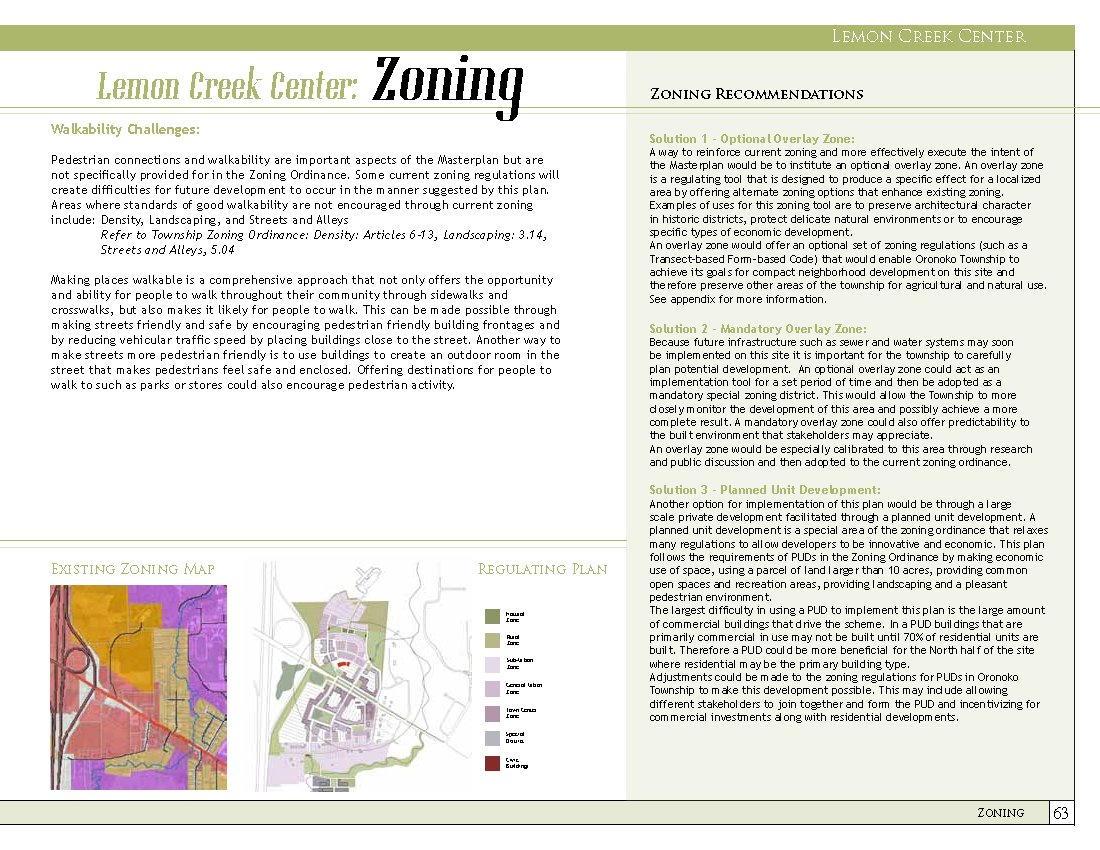 LEMON CREEK CENTER
Lemon Creek Center: Zoning
Walkability Challenges:
Pedestrian connections and walkability are important aspects of the Masterplan but are
not specifically provided for in the Zoning Ordinance. Some current zoning regulations will
create difficulties for future development to occur in the manner suggested by this plan.
Areas where standards of good walkability are not encouraged through current zoning
include: Density, Landscaping, and Streets and Alleys
Refer to Township Zoning Ordinance: Density: Articles 6-13, Landscaping: 3.14,
Streets and Alleys, 5.04
Making places walkable is a comprehensive approach that not only offers the opportunity
and ability for people to walk throughout their community through sidewalks and
crosswalks, but also makes it likely for people to walk. This can be made possible through
making streets friendly and safe by encouraging pedestrian friendly building frontages and
by reducing vehicular traffic speed by placing buildings close to the street. Another way to
make streets more pedestrian friendly is to use buildings to create an outdoor room in the
street that makes pedestrians feel safe and enclosed. Offering destinations for people to
walk to such as parks or stores could also encourage pedestrian activity.
EXISTING ZONING MAP
REGULATING PLAN
Natural
Zone
Rural
Zone
Sub-Urban
Zone
General Urban
Zone
Town Center
Zone
Special
Civic
Buildings
ZONING RECOMMENDATIONS
Solution 1 - Optional Overlay Zone:
A way to reinforce current zoning and more effectively execute the intent of
the Masterplan would be to institute an optional overlay zone. An overlay zone
is a regulating tool that is designed to produce a specific effect for a localized
area by offering alternate zoning options that enhance existing zoning.
Examples of uses for this zoning tool are to preserve architectural character
in historic districts, protect delicate natural environments or to encourage
specific types of economic development.
An overlay zone would offer an optional set of zoning regulations (such as a
Transect-based Form-based Code) that would enable Oronoko Township to
achieve its goals for compact neighborhood development on this site and
therefore preserve other areas of the township for agricultural and natural use.
See appendix for more information.
Solution 2 - Mandatory Overlay Zone:
Because future infrastructure such as sewer and water systems may soon
be implemented on this site it is important for the township to carefully
plan potential development. An optional overlay zone could act as an
implementation tool for a set period of time and then be adopted as a
mandatory special zoning district. This would allow the Township to more
closely monitor the development of this area and possibly achieve a more
complete result. A mandatory overlay zone could also offer predictability to
the built environment that stakeholders may appreciate.
An overlay zone would be especially calibrated to this area through research
and public discussion and then adopted to the current zoning ordinance.
Solution 3 - Planned Unit Development:
Another option for implementation of this plan would be through a large
scale private development facilitated through a planned unit development. A
planned unit development is a special area of the zoning ordinance that relaxes
many regulations to allow developers to be innovative and economic. This plan
follows the requirements of PUDs in the Zoning Ordinance by making economic
use of space, using a parcel of land larger than 10 acres, providing common
open spaces and recreation areas, providing landscaping and a pleasant
pedestrian environment.
The largest difficulty in using a PUD to implement this plan is the large amount
of commercial buildings that drive the scheme. In a PUD buildings that are
primarily commercial in use may not be built until 70% of residential units are
built. Therefore a PUD could be more beneficial for the North half of the site
where residential may be the primary building type.
Adjustments could be made to the zoning regulations for PUDs in Oronoko
Township to make this development possible. This may include allowing
different stakeholders to join together and form the PUD and incentivizing for
commercial investments along with residential developments.
ZONING
63